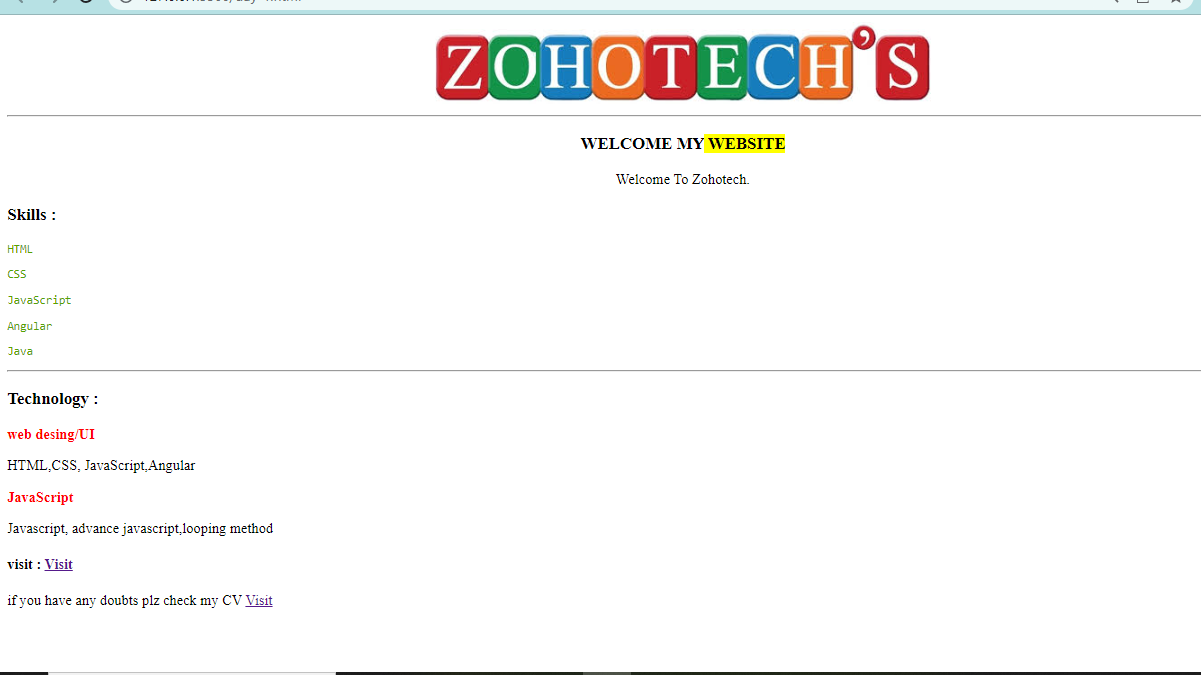 ZOHOTECH'S
WELCOME MY WEBSITE
Welcome To Zohotech.
Skills :
HTML
CSS
JavaScript
Angular
Java
Technology :
web desing/UI
HTML,CSS, JavaScript,Angular
JavaScript
Javascript, advance javascript,looping method
visit : Visit
if you have any doubts plz check my CV Visit